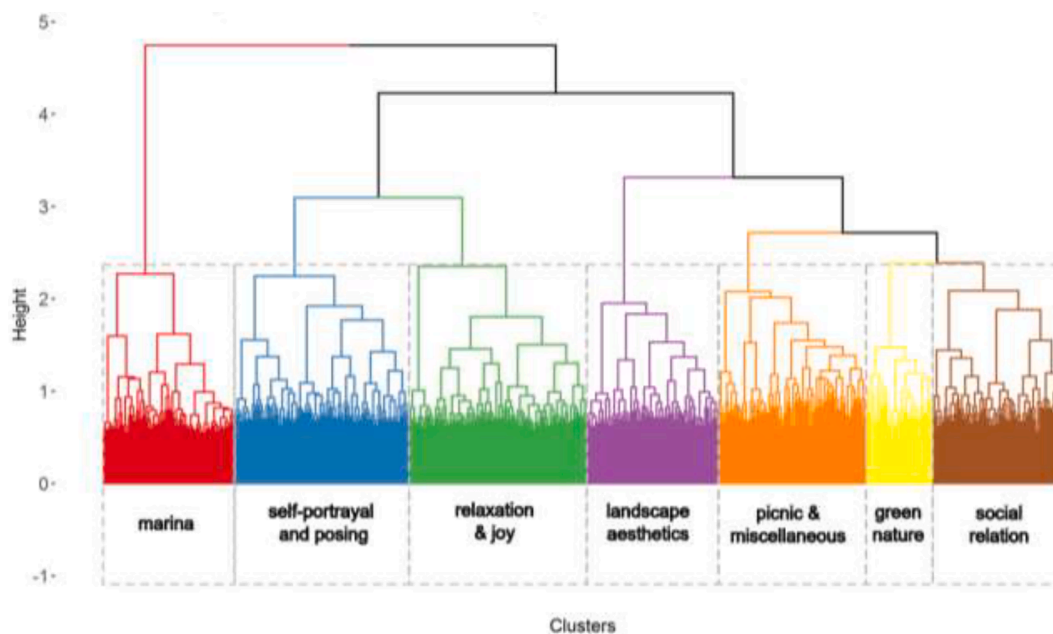 5
4
3
2
1
0
-1
Height
marina
self-portrayal
and posing
relaxation
& joy
landscape
aesthetics
picnic &
miscellaneous
green
nature
social
relation
Clusters